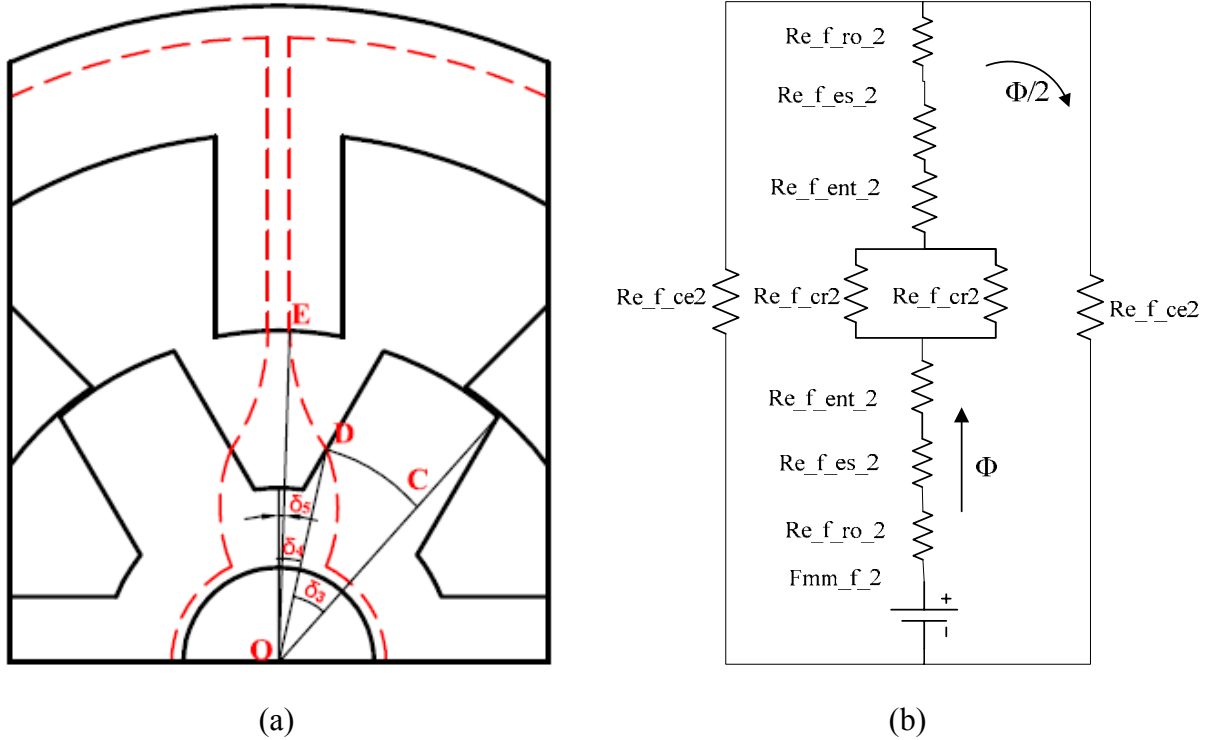 E
D
C
δ5
δ4
δ3
O
(a)
Re_f_ro_2
Re_f_es_2
Φ/2
Re_f_ent_2
Re_f_ce2
Re_f_cr2
Re_f_cr2
Re_f_ce2
Re_f_ent_2
Re_f_es_2
Φ
Re_f_ro_2
Fmm_f_2
+
-
(b)